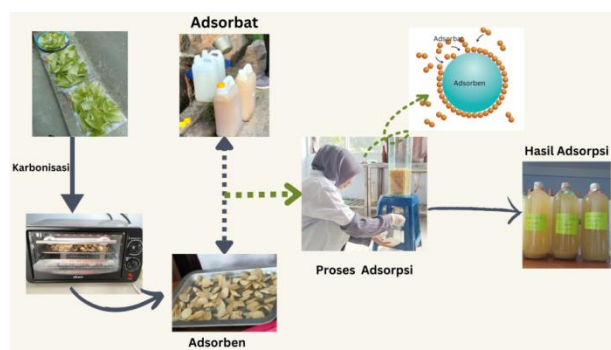 Adsorbat
Adsorbat
Adsorben
Karbonisasi
Hasil Adsorpsi
Proses Adsorpsi
Adsorben